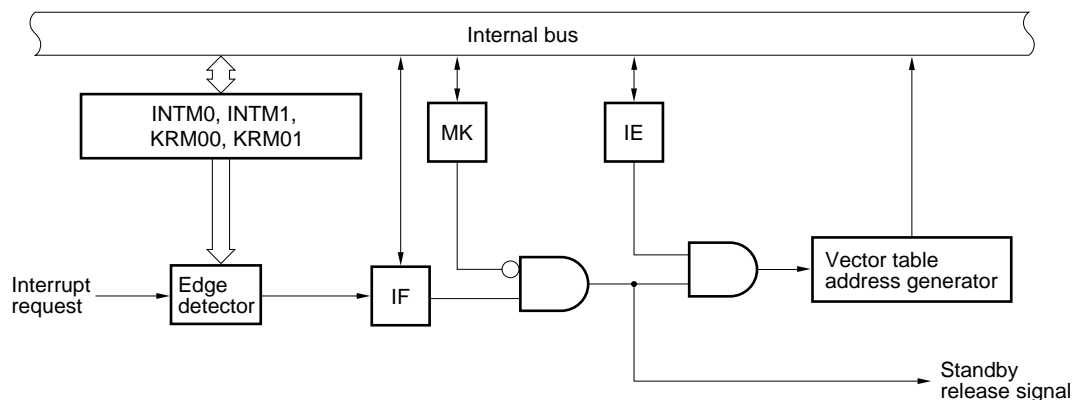 Internal bus
INTM0, INTM1,
KRM00, KRM01
MK
IE
Interrupt
request
Edge
detector
IF
Vector table
address generator
Standby
release signal